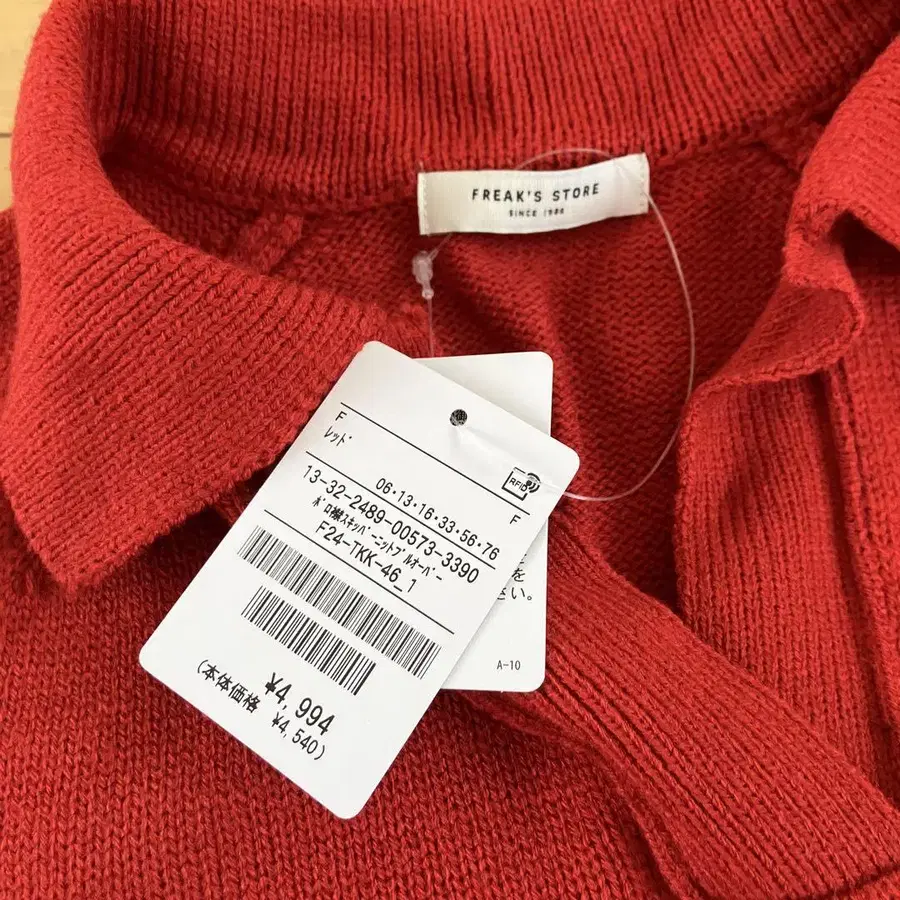 FREAK'S STORE
SINCE 1986
F
レッド
RFID
06・13・16・33・56・76 F
13-32-2489-00573-3390
ポロ襟スキッパーニットプルオーバー
F24-TKK-46_1
¥4,994
(本体価格 ¥4,540)
を
さい。
A-10